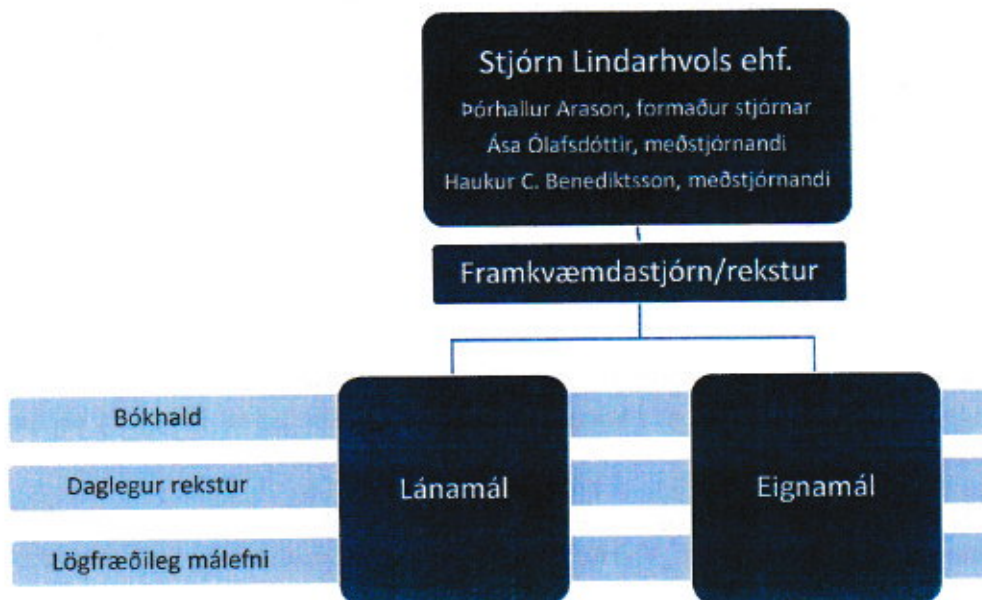 Stjórn Lindarhvols ehf.
Þórhallur Arason, formaður stjórnar
Ása Ólafsdóttir, meðstjórnandi
Haukur C. Benediktsson, meðstjórnandi
Framkvæmdastjórn/rekstur
Bókhald
Daglegur rekstur
Lögfræðileg málefni
Lánamál
Eignamál